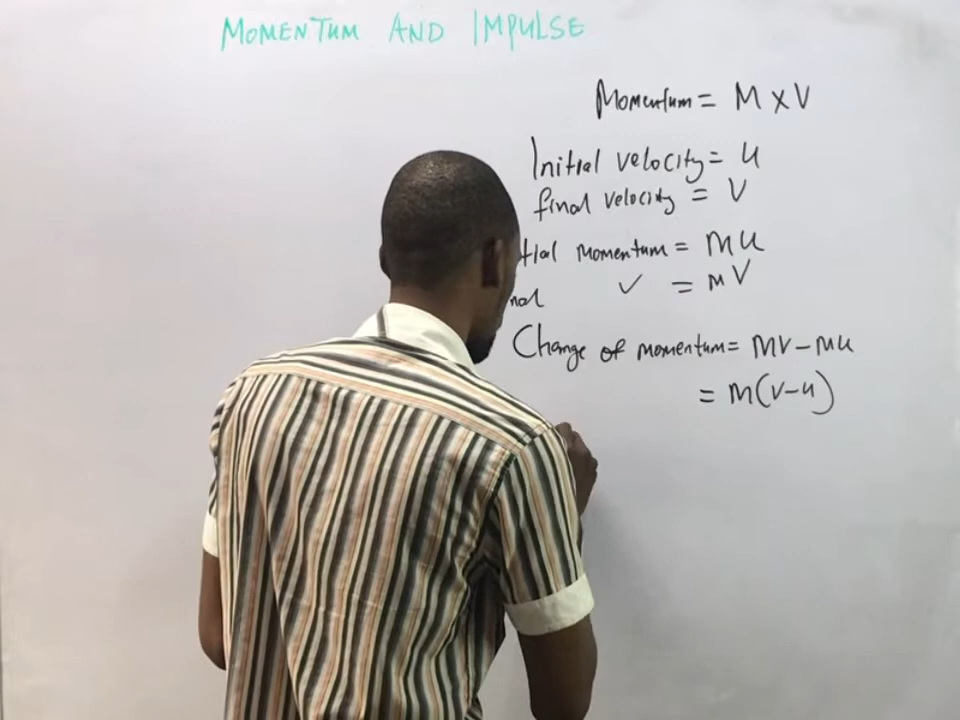 MOMENTUM AND IMPULSE
Momentum = M x V
Initial velocity = u
final velocity = V
tial momentum = mu
nal ✓ = mV
Change of momentum = MV - Mu
= m(v-u)